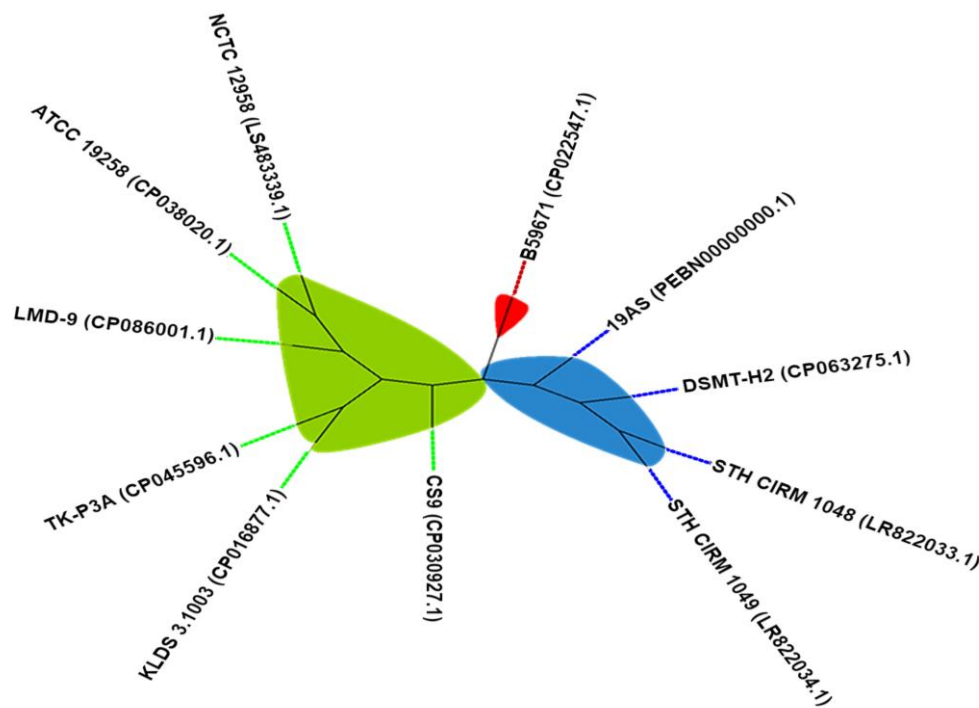 NCTC 12958 (LS483339.1)
ATCC 19258 (CP038020.1)
B59671 (CP022547.1)
19AS (PEBN00000000.1)
LMD-9 (CP086001.1)
DSMT-H2 (CP063275.1)
TK-P3A (CP045596.1)
STH CIRM 1048 (LR822033.1)
KLDS 3.1003 (CP016877.1)
CS9 (CP030927.1)
STH CIRM 1049 (LR822034.1)